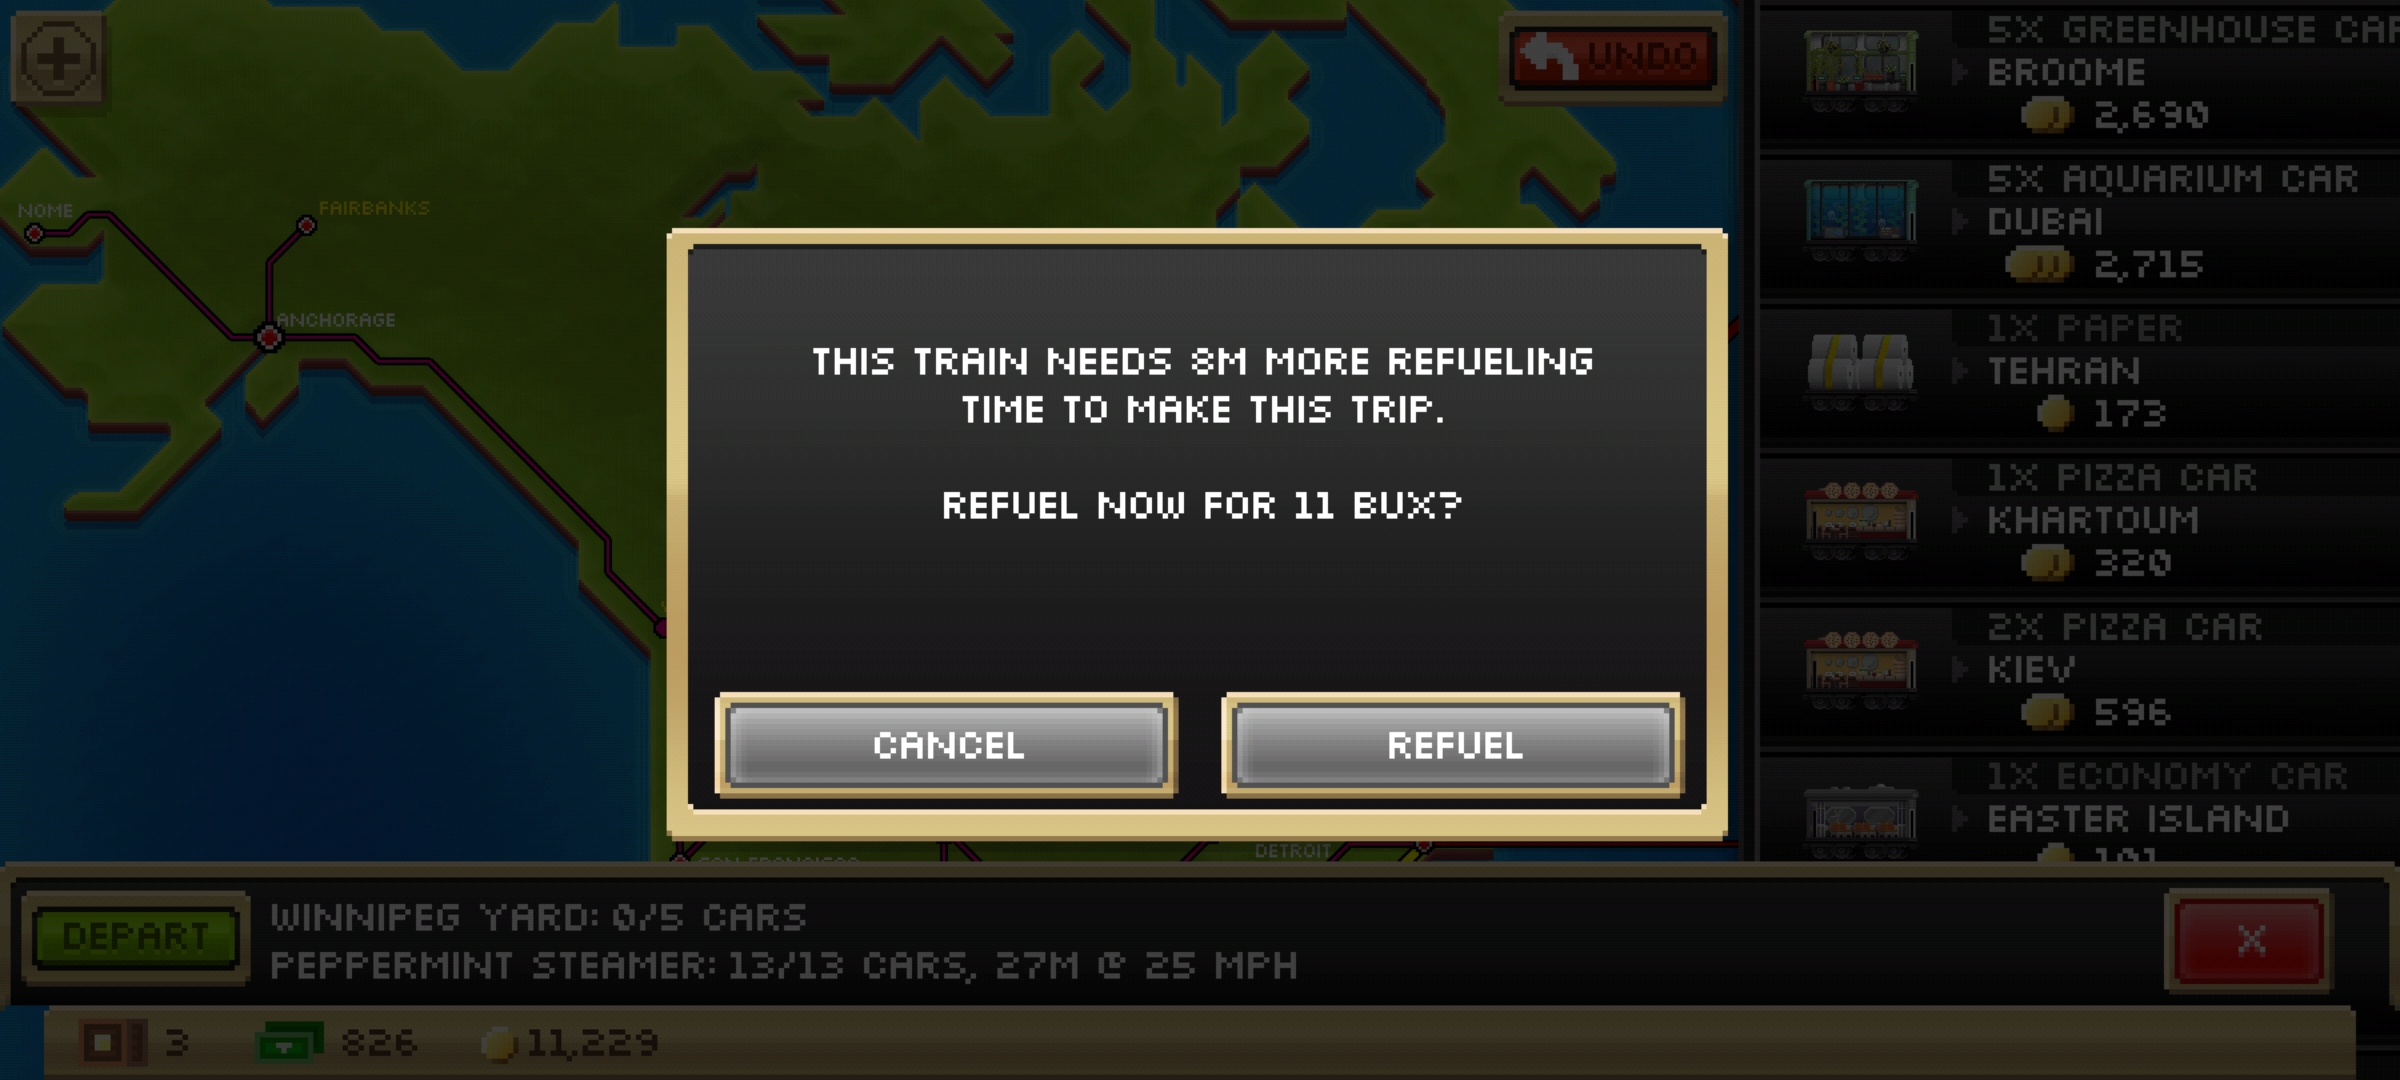 UNDO
NOME
FAIRBANKS
ANCHORAGE
5X GREENHOUSE
BROOME
2,690
5X AQUARIUM CAR
DUBAI
2,715
1X PAPER
TEHRAN
173
1X PIZZA CAR
KHARTOUM
320
2X PIZZA CAR
KIEV
596
1X ECONOMY CAR
EASTER ISLAND
101
THIS TRAIN NEEDS 8M MORE REFUELING
TIME TO MAKE THIS TRIP.
REFUEL NOW FOR 11 BUX?
CANCEL
REFUEL
SAN FRANCISCO
DETROIT
DEPART
WINNIPEG YARD: 0/5 CARS
PEPPERMINT STEAMER: 13/13 CARS, 27M @ 25 MPH
X
3
826
11,229